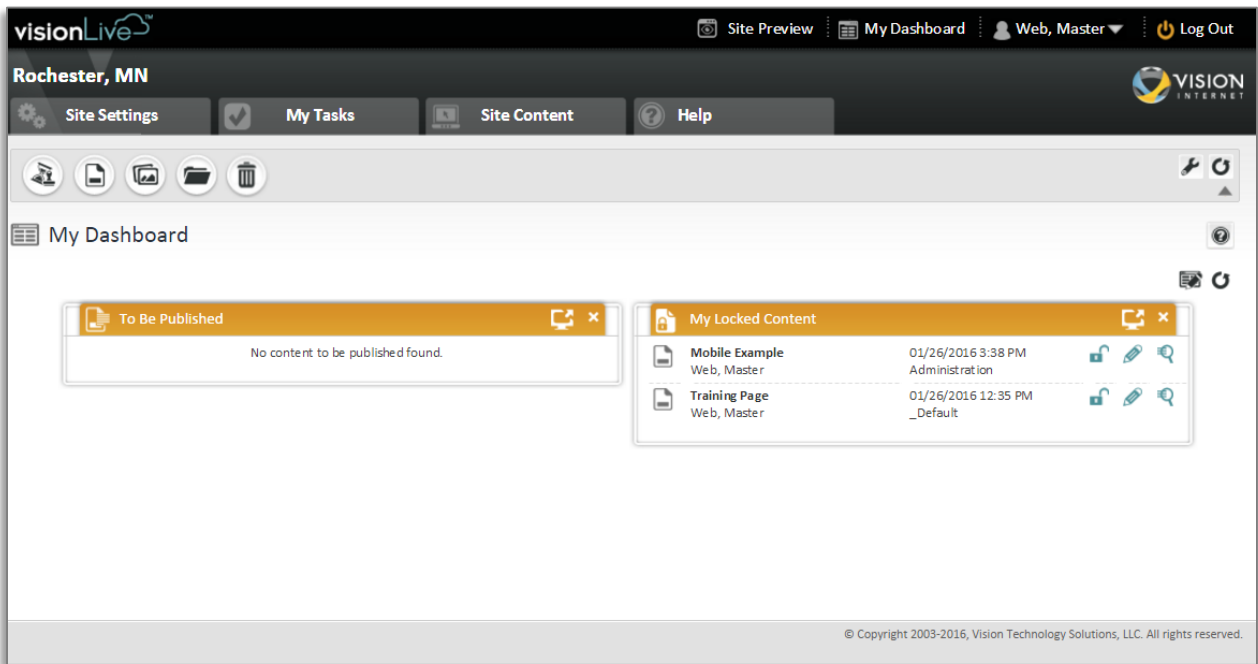 visionLive™ Site Preview My Dashboard Web, Master Log Out
Rochester, MN
VISION
INTERNET
Site Settings My Tasks Site Content Help
My Dashboard
To Be Published
No content to be published found.
My Locked Content
Mobile Example 01/26/2016 3:38 PM
Web, Master Administration
Training Page 01/26/2016 12:35 PM
Web, Master _Default
© Copyright 2003-2016, Vision Technology Solutions, LLC. All rights reserved.